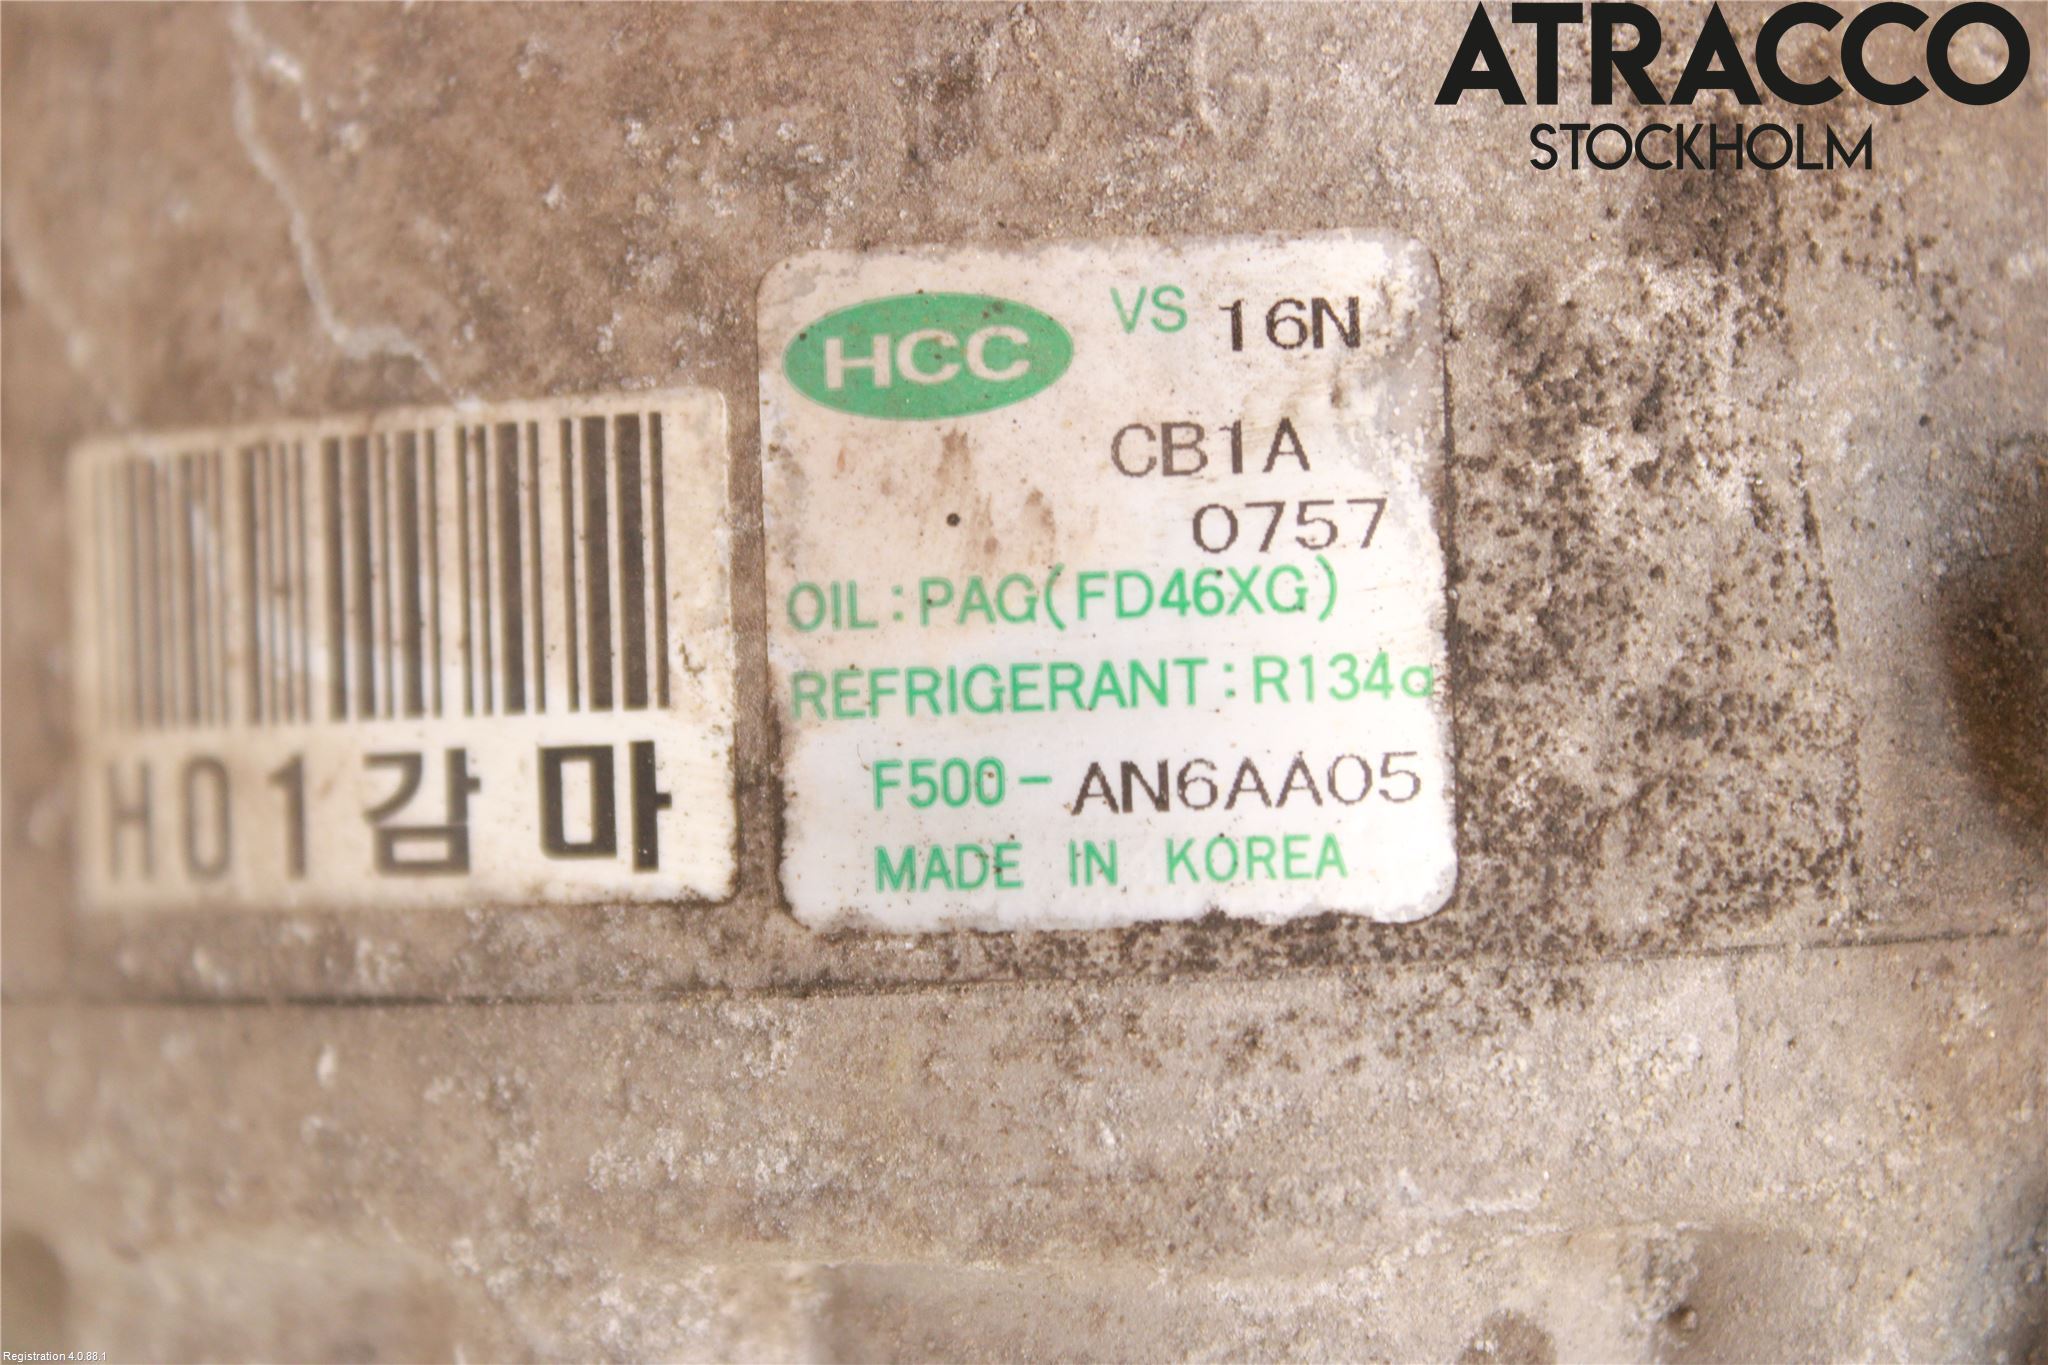 ATRACCO
STOCKHOLM
HCC VS 16N
CB1A
0757
OIL:PAG(FD46XG)
REFRIGERANT:R134a
F500-AN6AA05
MADE IN KOREA
H01감마
Registration 4.0.88.1